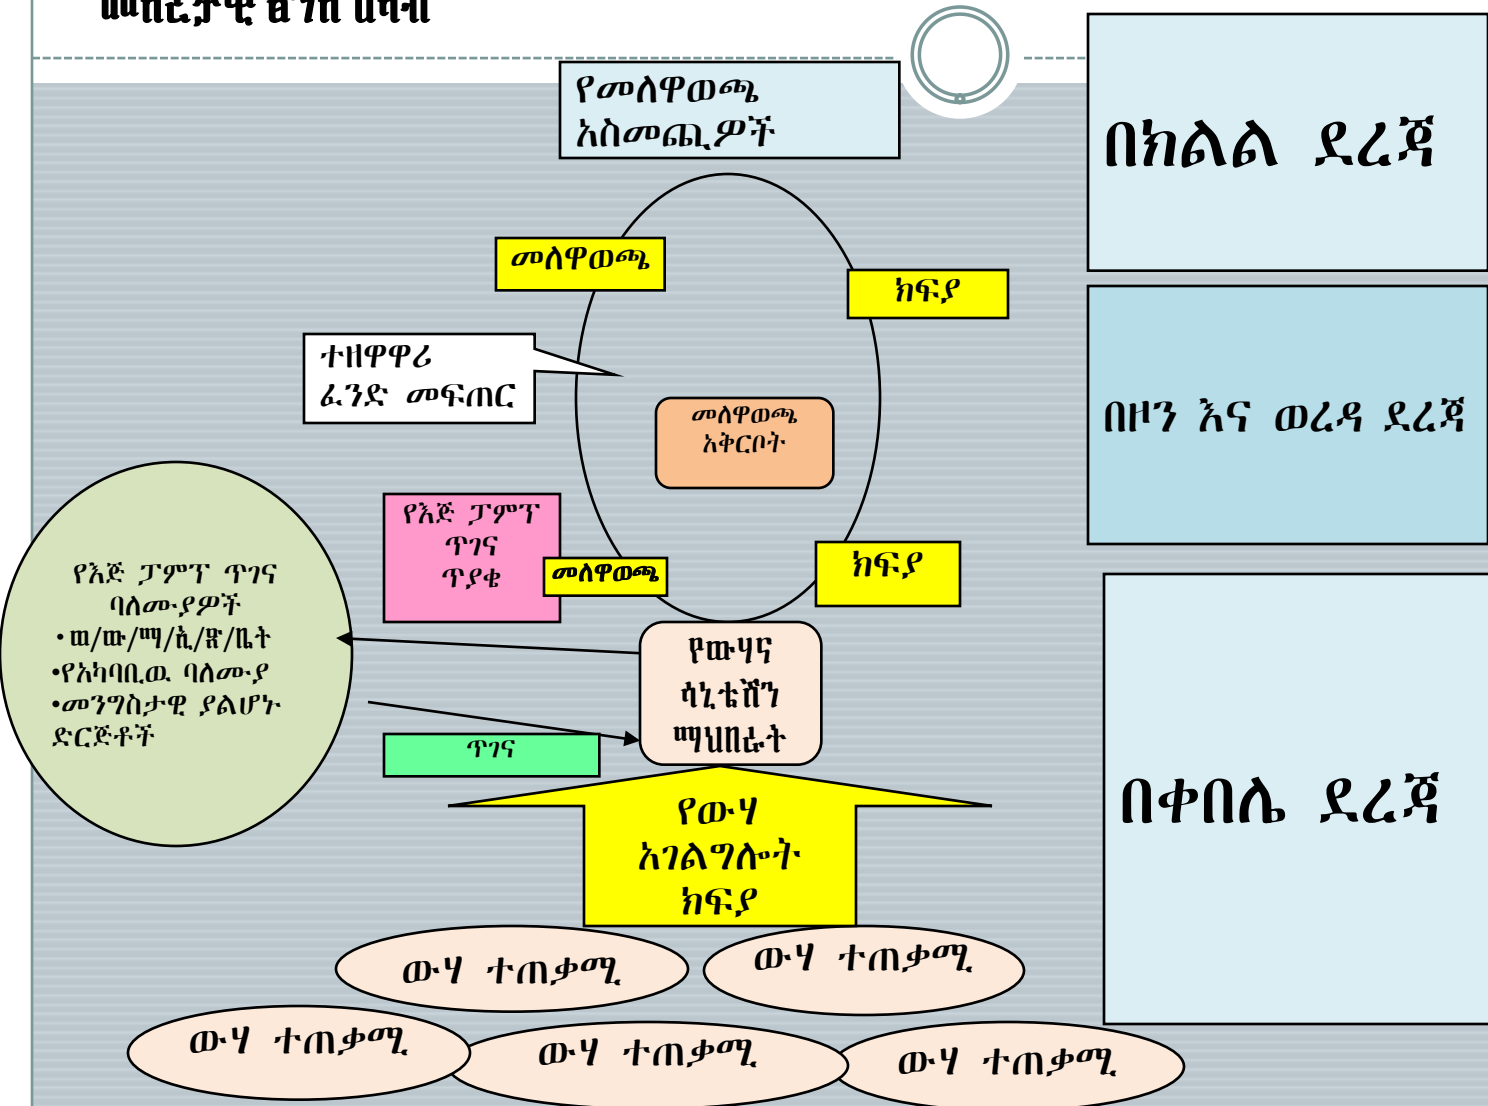 የመለዋወጫ
አስመጪዎች
በክልል ደረጃ
መለዋወጫ
ክፍያ
ተዘዋዋሪ
ፈንድ መፍጠር
መለዋወጫ
አቅርቦት
በዞን እና ወረዳ ደረጃ
የእጅ ፓምፕ
ጥገና
ጥያቄ
መለዋወጫ
ክፍያ
የእጅ ፓምፕ ጥገና
ባለሙያዎች
•ወ/ው/ማ/ኢ/ጽ/ቤት
•የአካባቢዉ ባለሙያ
•መንግስታዊ ያልሆኑ
ድርጅቶች
የውሃና
ሳኒቴሽን
ማህበራት
ጥገና
በቀበሌ ደረጃ
የውሃ
አገልግሎት
ክፍያ
ውሃ ተጠቃሚ
ውሃ ተጠቃሚ
ውሃ ተጠቃሚ
ውሃ ተጠቃሚ
ውሃ ተጠቃሚ